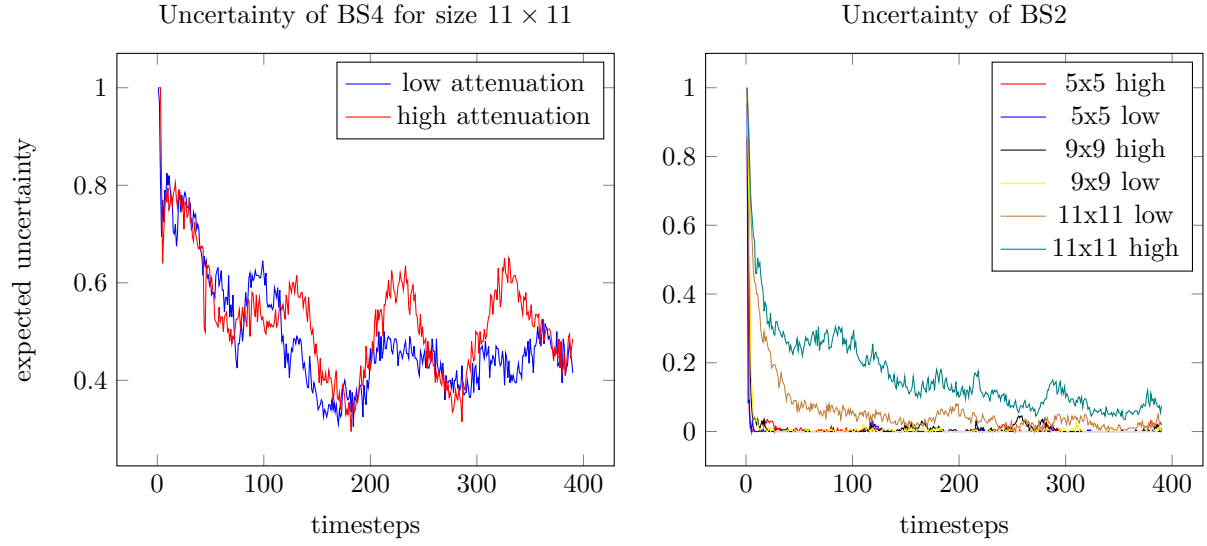 Uncertainty of BS4 for size 11 × 11
expected uncertainty
1
0.8
0.6
0.4
0
100
200
300
400
timesteps
low attenuation
high attenuation
Uncertainty of BS2
1
0.8
0.6
0.4
0.2
0
0
100
200
300
400
timesteps
5x5 high
5x5 low
9x9 high
9x9 low
11x11 low
11x11 high